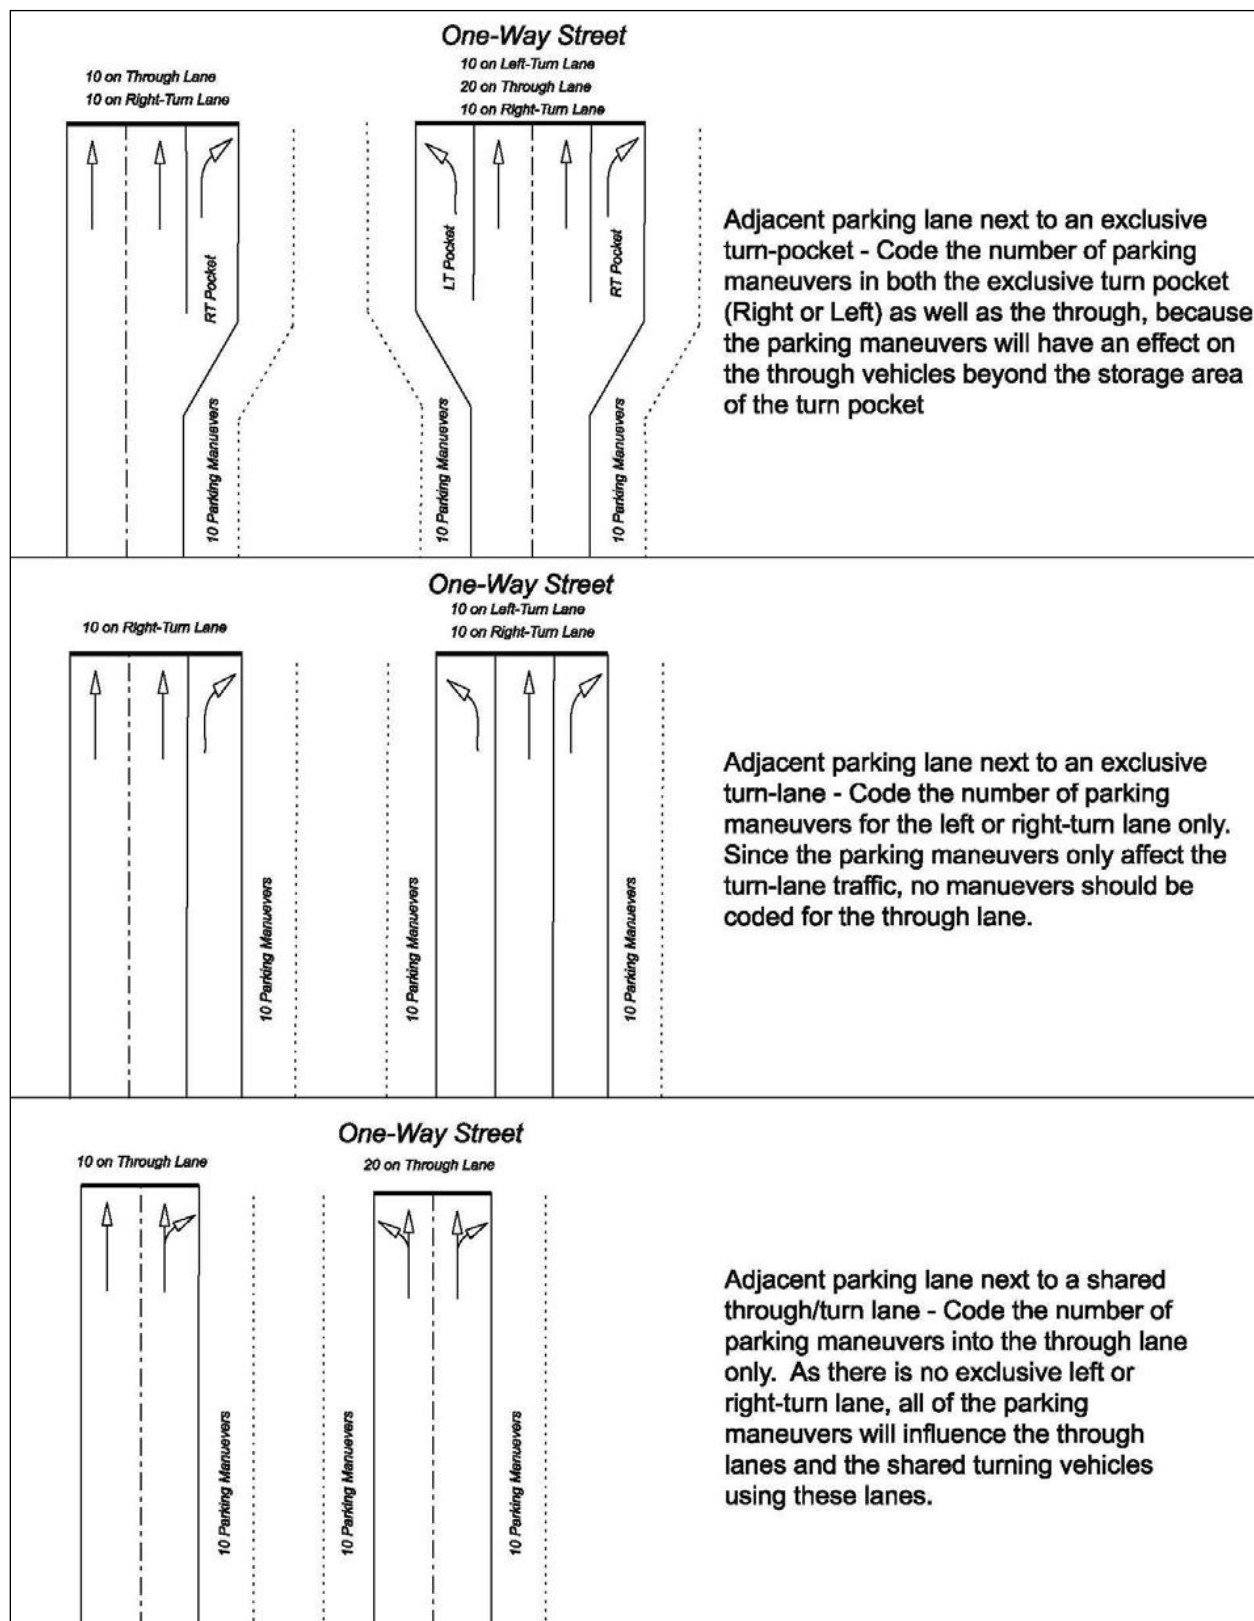 One-Way Street
10 on Through Lane
10 on Right-Turn Lane
10 on Left-Turn Lane
20 on Through Lane
10 on Right-Turn Lane
RT Pocket
10 Parking Manuevers
LT Pocket
10 Parking Manuevers
RT Pocket
10 Parking Manuevers
Adjacent parking lane next to an exclusive
turn-pocket - Code the number of parking
maneuvers in both the exclusive turn pocket
(Right or Left) as well as the through, because
the parking maneuvers will have an effect on
the through vehicles beyond the storage area
of the turn pocket
One-Way Street
10 on Right-Turn Lane
10 on Left-Turn Lane
10 on Right-Turn Lane
10 Parking Manuevers
10 Parking Manuevers
10 Parking Manuevers
Adjacent parking lane next to an exclusive
turn-lane - Code the number of parking
maneuvers for the left or right-turn lane only.
Since the parking maneuvers only affect the
turn-lane traffic, no manuevers should be
coded for the through lane.
One-Way Street
10 on Through Lane
20 on Through Lane
10 Parking Manuevers
10 Parking Manuevers
10 Parking Manuevers
Adjacent parking lane next to a shared
through/turn lane - Code the number of
parking maneuvers into the through lane
only.  As there is no exclusive left or
right-turn lane, all of the parking
maneuvers will influence the through
lanes and the shared turning vehicles
using these lanes.